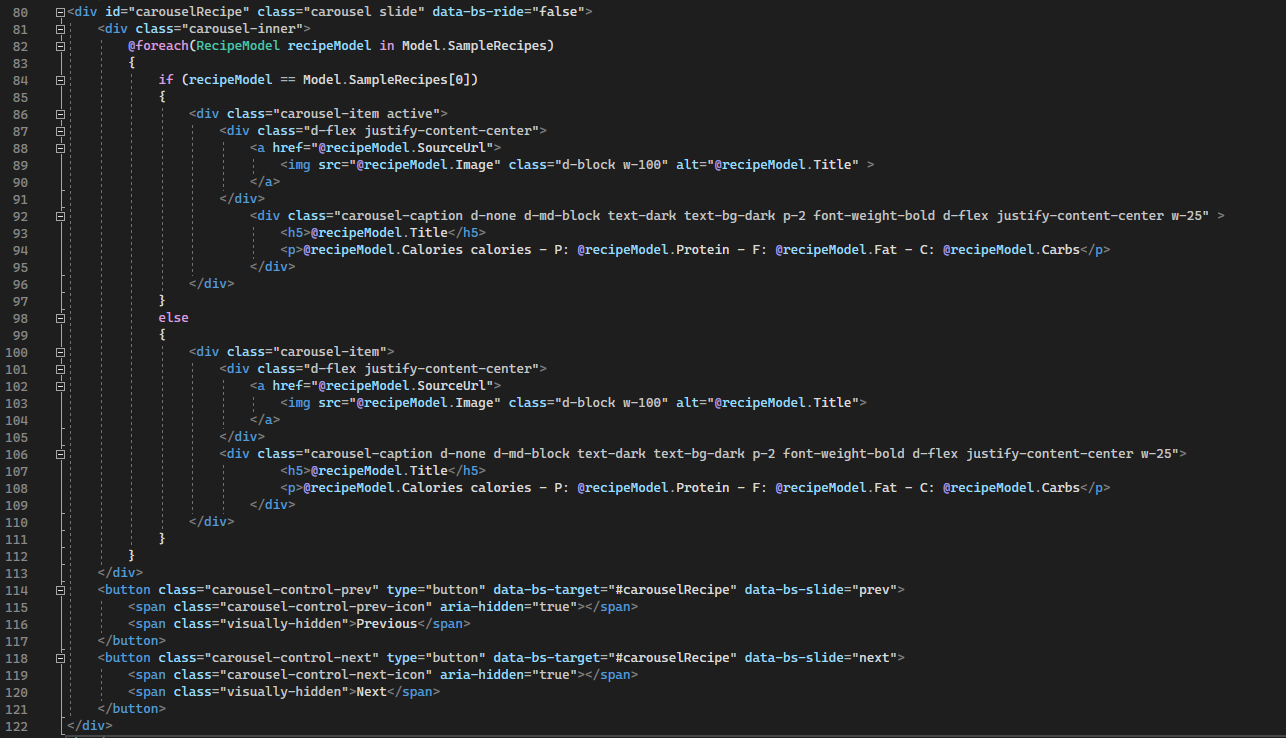 80 <div id="carouselRecipe" class="carousel slide" data-bs-ride="false">
81 <div class="carousel-inner">
82 @foreach(RecipeModel recipeModel in Model.SampleRecipes)
83 {
84 if (recipeModel == Model.SampleRecipes[0])
85 {
86 <div class="carousel-item active">
87 <div class="d-flex justify-content-center">
88 <a href="@recipeModel.SourceUrl">
89 <img src="@recipeModel.Image" class="d-block w-100" alt="@recipeModel.Title" >
90 </a>
91 </div>
92 <div class="carousel-caption d-none d-md-block text-dark text-bg-dark p-2 font-weight-bold d-flex justify-content-center w-25" >
93 <h5>@recipeModel.Title</h5>
94 <p>@recipeModel.Calories calories - P: @recipeModel.Protein - F: @recipeModel.Fat - C: @recipeModel.Carbs</p>
95 </div>
96 </div>
97 }
98 else
99 {
100 <div class="carousel-item">
101 <div class="d-flex justify-content-center">
102 <a href="@recipeModel.SourceUrl">
103 <img src="@recipeModel.Image" class="d-block w-100" alt="@recipeModel.Title">
104 </a>
105 </div>
106 <div class="carousel-caption d-none d-md-block text-dark text-bg-dark p-2 font-weight-bold d-flex justify-content-center w-25">
107 <h5>@recipeModel.Title</h5>
108 <p>@recipeModel.Calories calories - P: @recipeModel.Protein - F: @recipeModel.Fat - C: @recipeModel.Carbs</p>
109 </div>
110 </div>
111 }
112 }
113 </div>
114 <button class="carousel-control-prev" type="button" data-bs-target="#carouselRecipe" data-bs-slide="prev">
115 <span class="carousel-control-prev-icon" aria-hidden="true"></span>
116 <span class="visually-hidden">Previous</span>
117 </button>
118 <button class="carousel-control-next" type="button" data-bs-target="#carouselRecipe" data-bs-slide="next">
119 <span class="carousel-control-next-icon" aria-hidden="true"></span>
120 <span class="visually-hidden">Next</span>
121 </button>
122 </div>